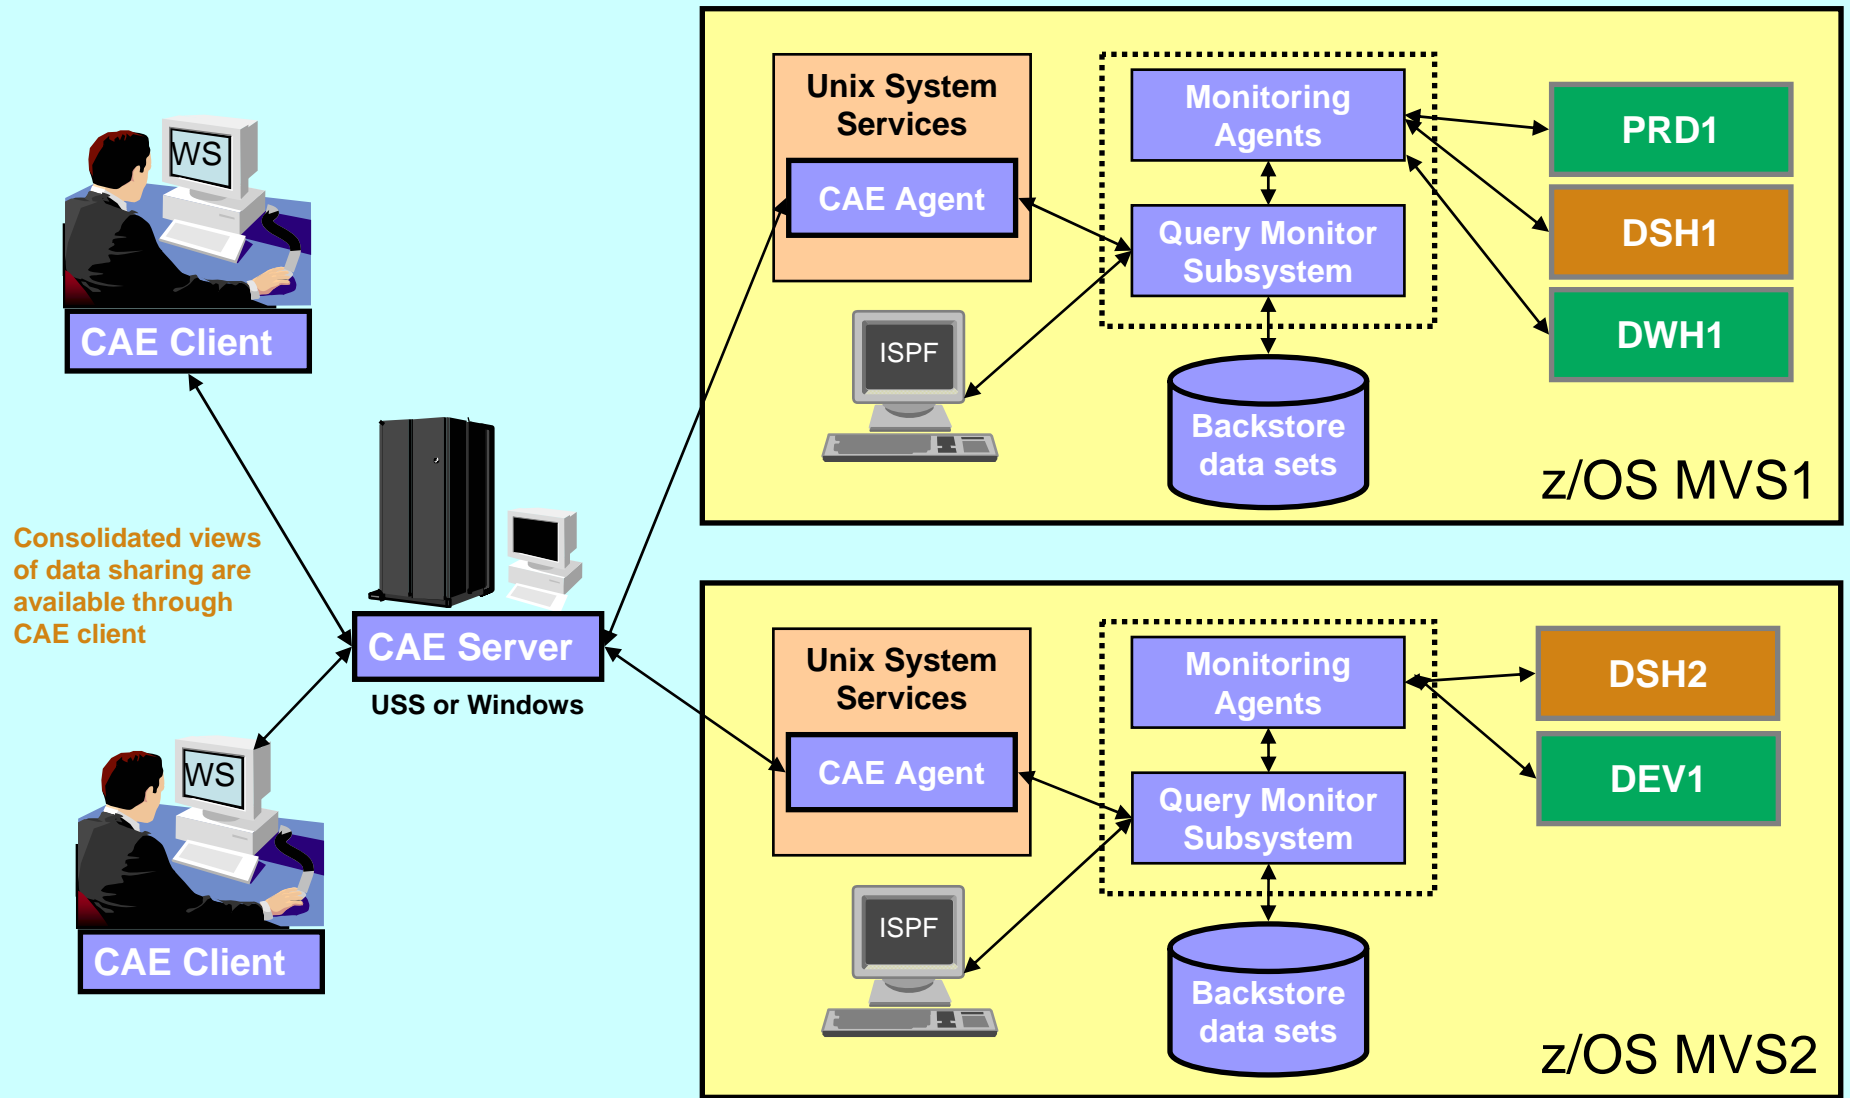 WS
CAE Client
Consolidated views
of data sharing are
available through
CAE client
CAE Server
USS or Windows
WS
CAE Client
Unix System
Services
CAE Agent
ISPF
Monitoring
Agents
Query Monitor
Subsystem
Backstore
data sets
PRD1
DSH1
DWH1
z/OS MVS1
Unix System
Services
CAE Agent
ISPF
Monitoring
Agents
Query Monitor
Subsystem
Backstore
data sets
DSH2
DEV1
z/OS MVS2